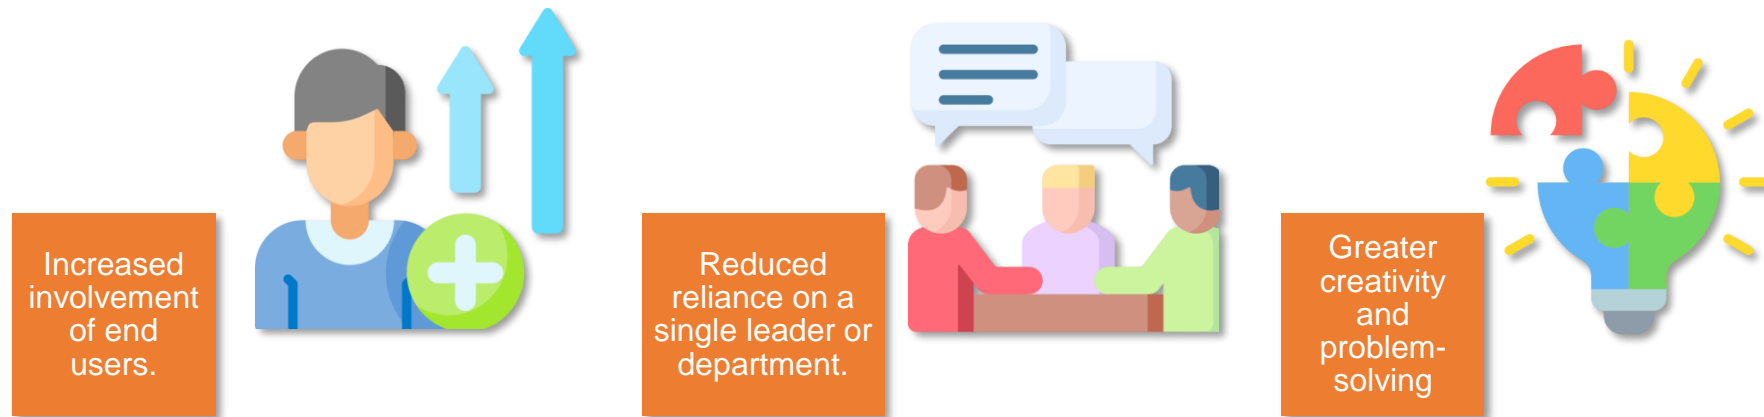 Increased
involvement
of end
users.
Reduced
reliance on a
single leader or
department.
Greater
creativity
and
problem-
solving